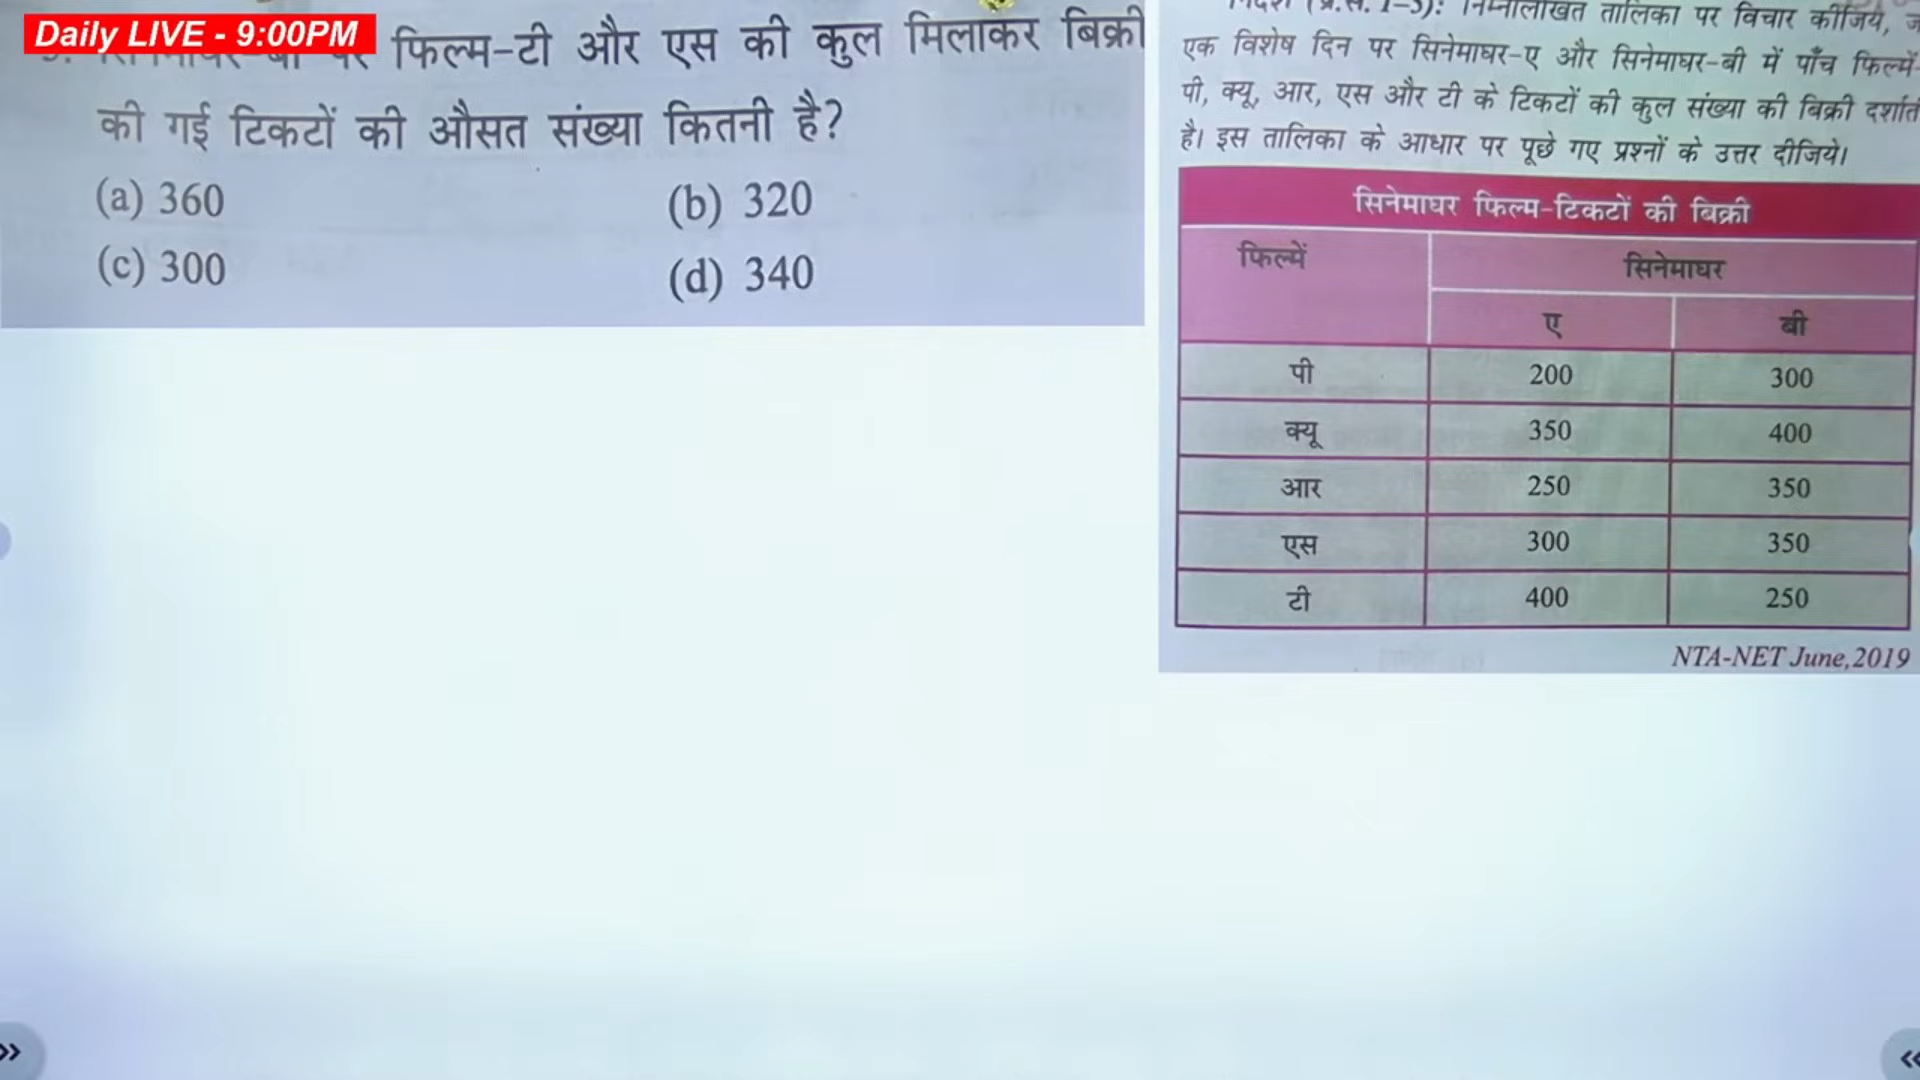 Daily LIVE - 9:00PM
फिल्म-टी और एस की कुल मिलाकर बिक्री
की गई टिकटों की औसत संख्या कितनी है?
(a) 360 (b) 320
(c) 300 (d) 340
निम्नलिखित तालिका पर विचार कीजिये,
एक विशेष दिन पर सिनेमाघर-ए और सिनेमाघर-बी में पाँच फिल्में-
पी, क्यू, आर, एस और टी के टिकटों की कुल संख्या की बिक्री दर्शाती
है। इस तालिका के आधार पर पूछे गए प्रश्नों के उत्तर दीजिये।
सिनेमाघर फिल्म-टिकटों की बिक्री
फिल्में सिनेमाघर
ए बी
पी 200 300
क्यू 350 400
आर 250 350
एस 300 350
टी 400 250
NTA-NET June,2019
»
«